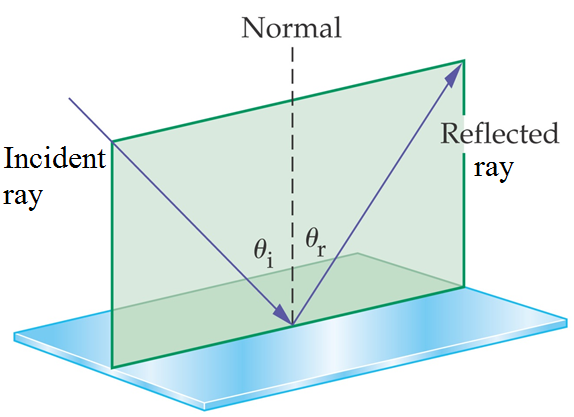 Normal
Reflected
ray
Incident
ray
θi
θr